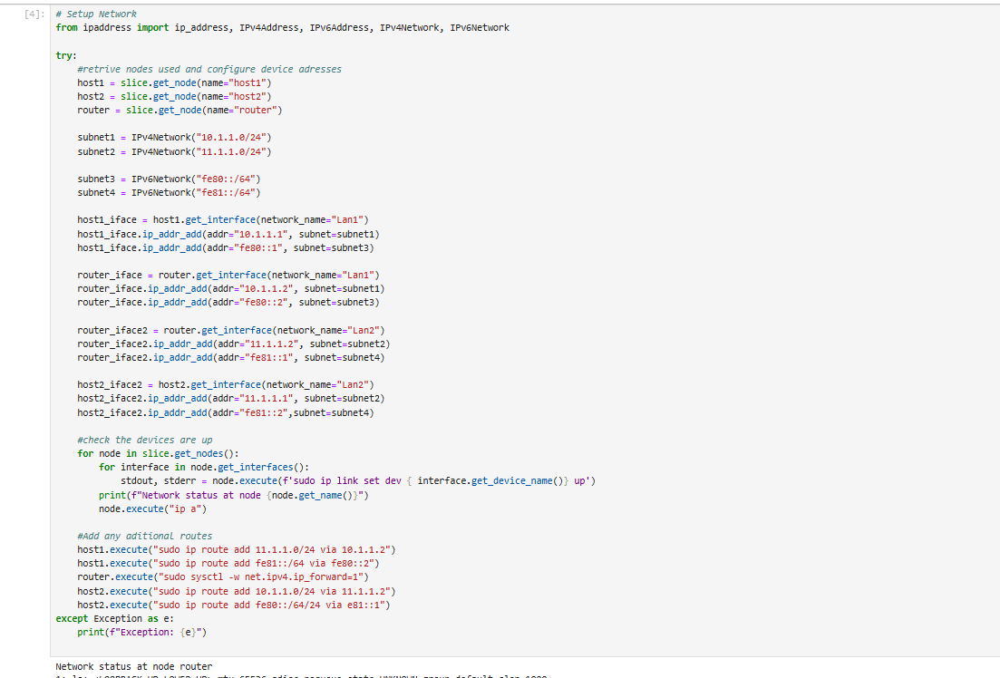 [4]: # Setup Network
from ipaddress import ip_address, IPv4Address, IPv6Address, IPv4Network, IPv6Network
try:
#retrive nodes used and configure device adresses
host1 = slice.get_node(name="host1")
host2 = slice.get_node(name="host2")
router = slice.get_node(name="router")
subnet1 = IPv4Network("10.1.1.0/24")
subnet2 = IPv4Network("11.1.1.0/24")
subnet3 = IPv6Network("fe80::/64")
subnet4 = IPv6Network("fe81::/64")
host1_iface = host1.get_interface(network_name="Lan1")
host1_iface.ip_addr_add(addr="10.1.1.1", subnet=subnet1)
host1_iface.ip_addr_add(addr="fe80::1", subnet=subnet3)
router_iface = router.get_interface(network_name="Lan1")
router_iface.ip_addr_add(addr="10.1.1.2", subnet=subnet1)
router_iface.ip_addr_add(addr="fe80::2", subnet=subnet3)
router_iface2 = router.get_interface(network_name="Lan2")
router_iface2.ip_addr_add(addr="11.1.1.2", subnet=subnet2)
router_iface2.ip_addr_add(addr="fe81::1", subnet=subnet4)
host2_iface2 = host2.get_interface(network_name="Lan2")
host2_iface2.ip_addr_add(addr="11.1.1.1", subnet=subnet2)
host2_iface2.ip_addr_add(addr="fe81::2",subnet=subnet4)
#check the devices are up
for node in slice.get_nodes():
for interface in node.get_interfaces():
stdout, stderr = node.execute(f'sudo ip link set dev { interface.get_device_name()} up')
print(f"Network status at node {node.get_name()}")
node.execute("ip a")
#Add any aditional routes
host1.execute("sudo ip route add 11.1.1.0/24 via 10.1.1.2")
host1.execute("sudo ip route add fe81::/64 via fe80::2")
router.execute("sudo sysctl -w net.ipv4.ip_forward=1")
host2.execute("sudo ip route add 10.1.1.0/24 via 11.1.1.2")
host2.execute("sudo ip route add fe80::/64/24 via e81::1")
except Exception as e:
print(f"Exception: {e}")
Network status at node router